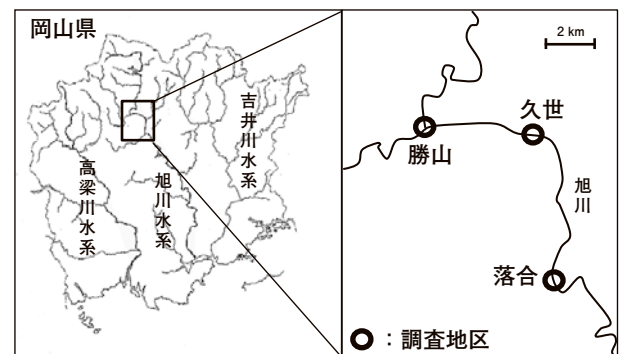 岡山県
高梁川水系
旭川水系
吉井川水系
2 km
久世
勝山
旭川
落合
：調査地区